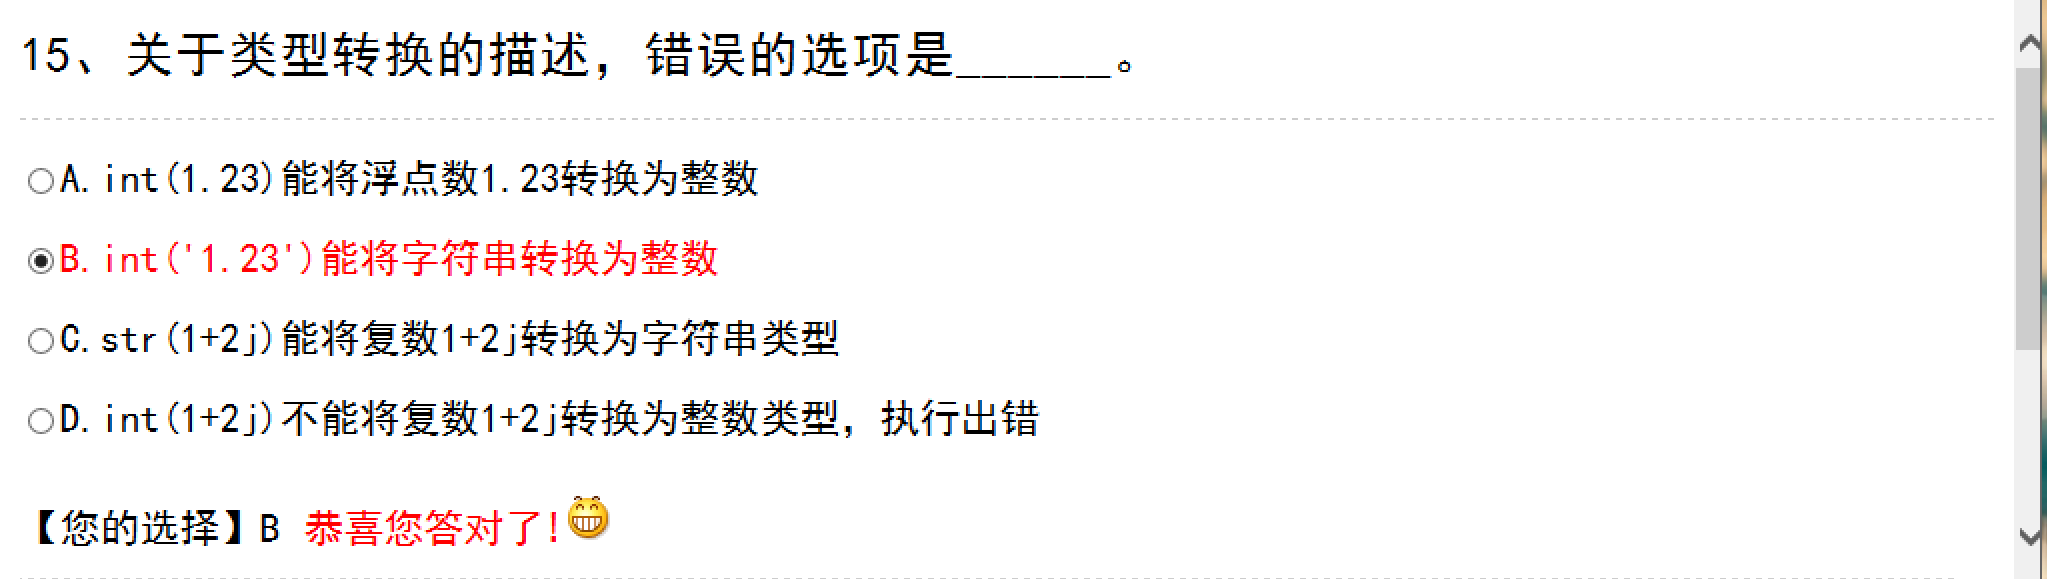 15、关于类型转换的描述，错误的选项是______。
A.int(1.23)能将浮点数1.23转换为整数
B.int('1.23')能将字符串转换为整数
C.str(1+2j)能将复数1+2j转换为字符串类型
D.int(1+2j)不能将复数1+2j转换为整数类型，执行出错
【您的选择】B 恭喜您答对了!